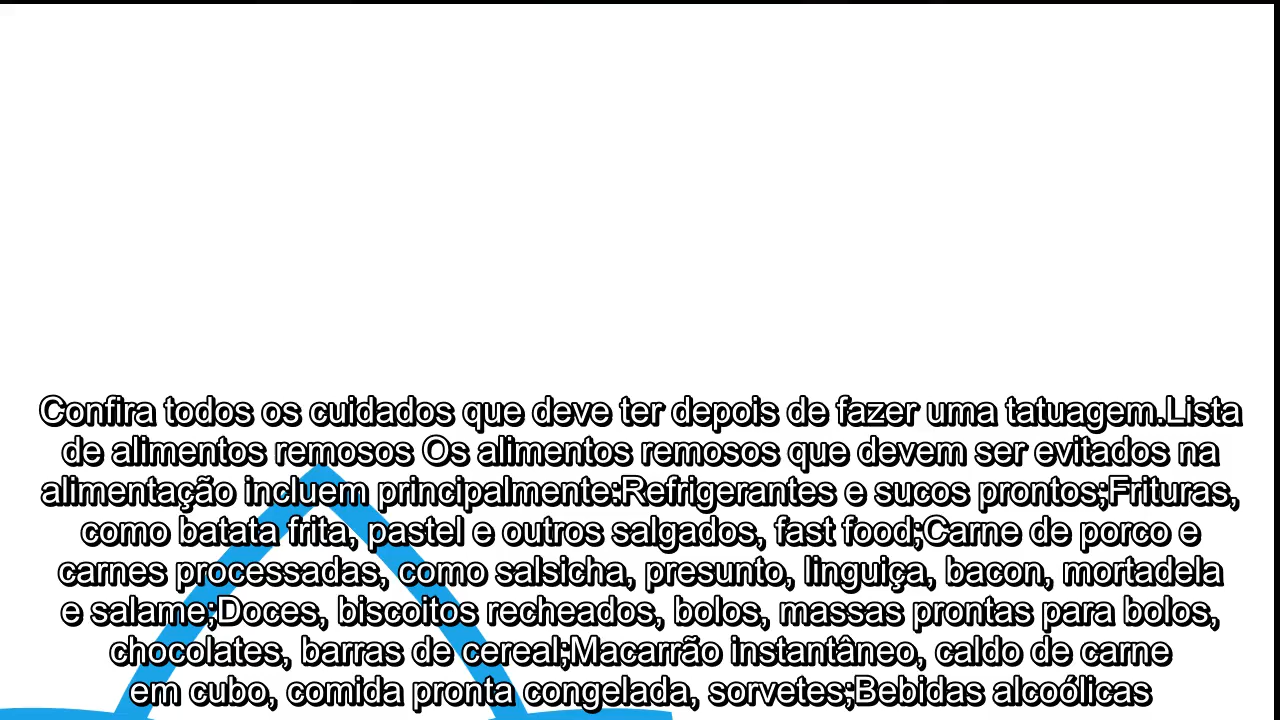 Confira todos os cuidados que deve ter depois de fazer uma tatuagem.Lista
de alimentos remosos Os alimentos remosos que devem ser evitados na
alimentação incluem principalmente:Refrigerantes e sucos prontos;Frituras,
como batata frita, pastel e outros salgados, fast food;Carne de porco e
carnes processadas, como salsicha, presunto, linguiça, bacon, mortadela
e salame;Doces, biscoitos recheados, bolos, massas prontas para bolos,
chocolates, barras de cereal;Macarrão instantâneo, caldo de carne
em cubo, comida pronta congelada, sorvetes;Bebidas alcoólicas